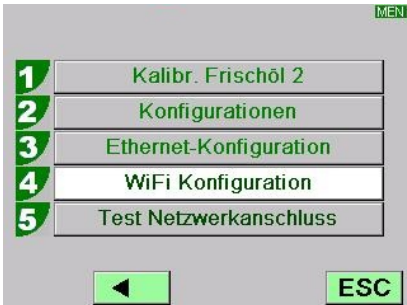 MEN
1 Kalibr. Frischöl 2
2 Konfigurationen
3 Ethernet-Konfiguration
4 WiFi Konfiguration
5 Test Netzwerkanschluss
ESC